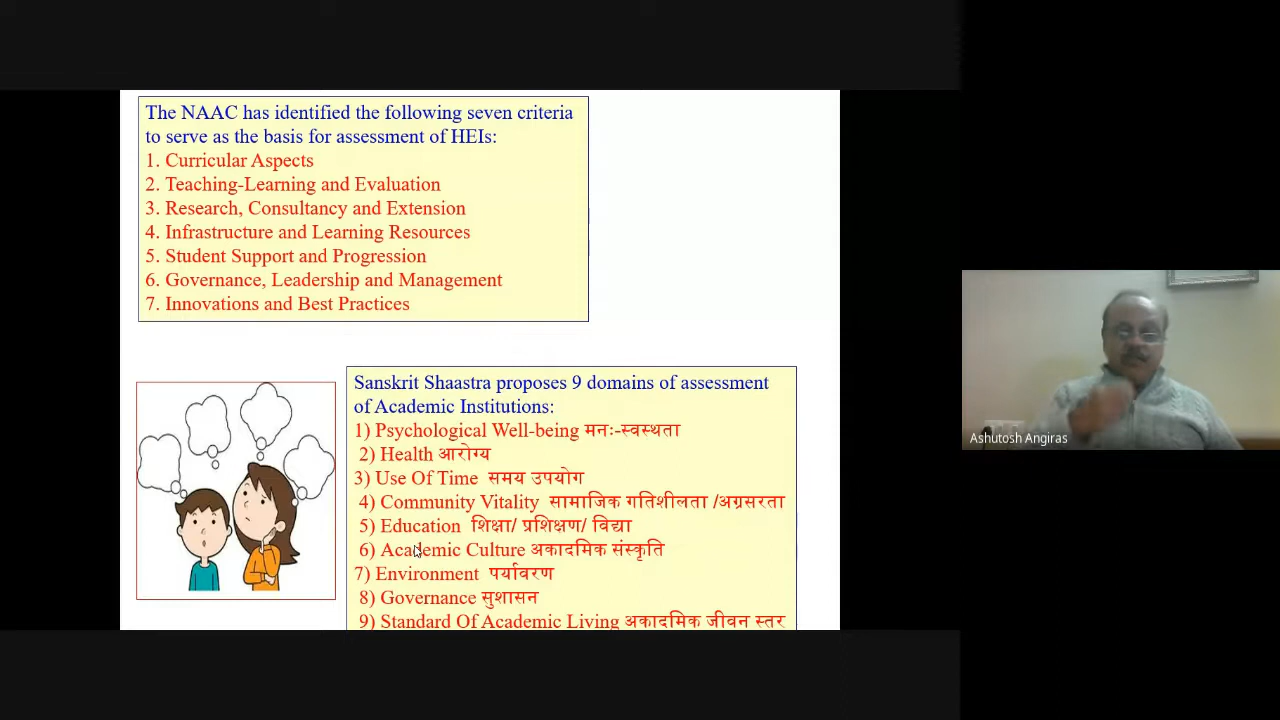 The NAAC has identified the following seven criteria
to serve as the basis for assessment of HEIs:
1. Curricular Aspects
2. Teaching-Learning and Evaluation
3. Research, Consultancy and Extension
4. Infrastructure and Learning Resources
5. Student Support and Progression
6. Governance, Leadership and Management
7. Innovations and Best Practices
Sanskrit Shaastra proposes 9 domains of assessment
of Academic Institutions:
1) Psychological Well-being मनः-स्वस्थता
2) Health आरोग्य
3) Use Of Time समय उपयोग
4) Community Vitality सामाजिक गतिशीलता /अग्रसरता
5) Education शिक्षा/ प्रशिक्षण/ विद्या
6) Academic Culture अकादमिक संस्कृति
7) Environment पर्यावरण
8) Governance सुशासन
9) Standard Of Academic Living अकादमिक जीवन स्तर
Ashutosh Angiras